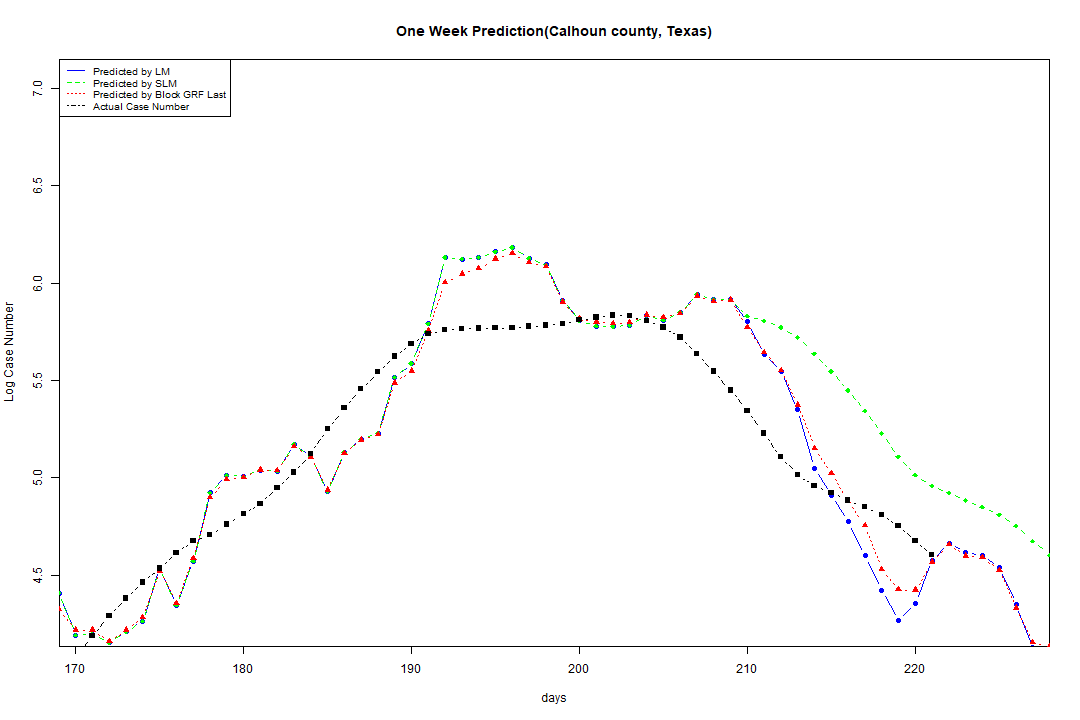 One Week Prediction(Calhoun county, Texas)
Predicted by LM
Predicted by SLM
Predicted by Block GRF Last
Actual Case Number
7.0
6.5
6.0
5.5
5.0
4.5
Log Case Number
170 180 190 200 210 220
days